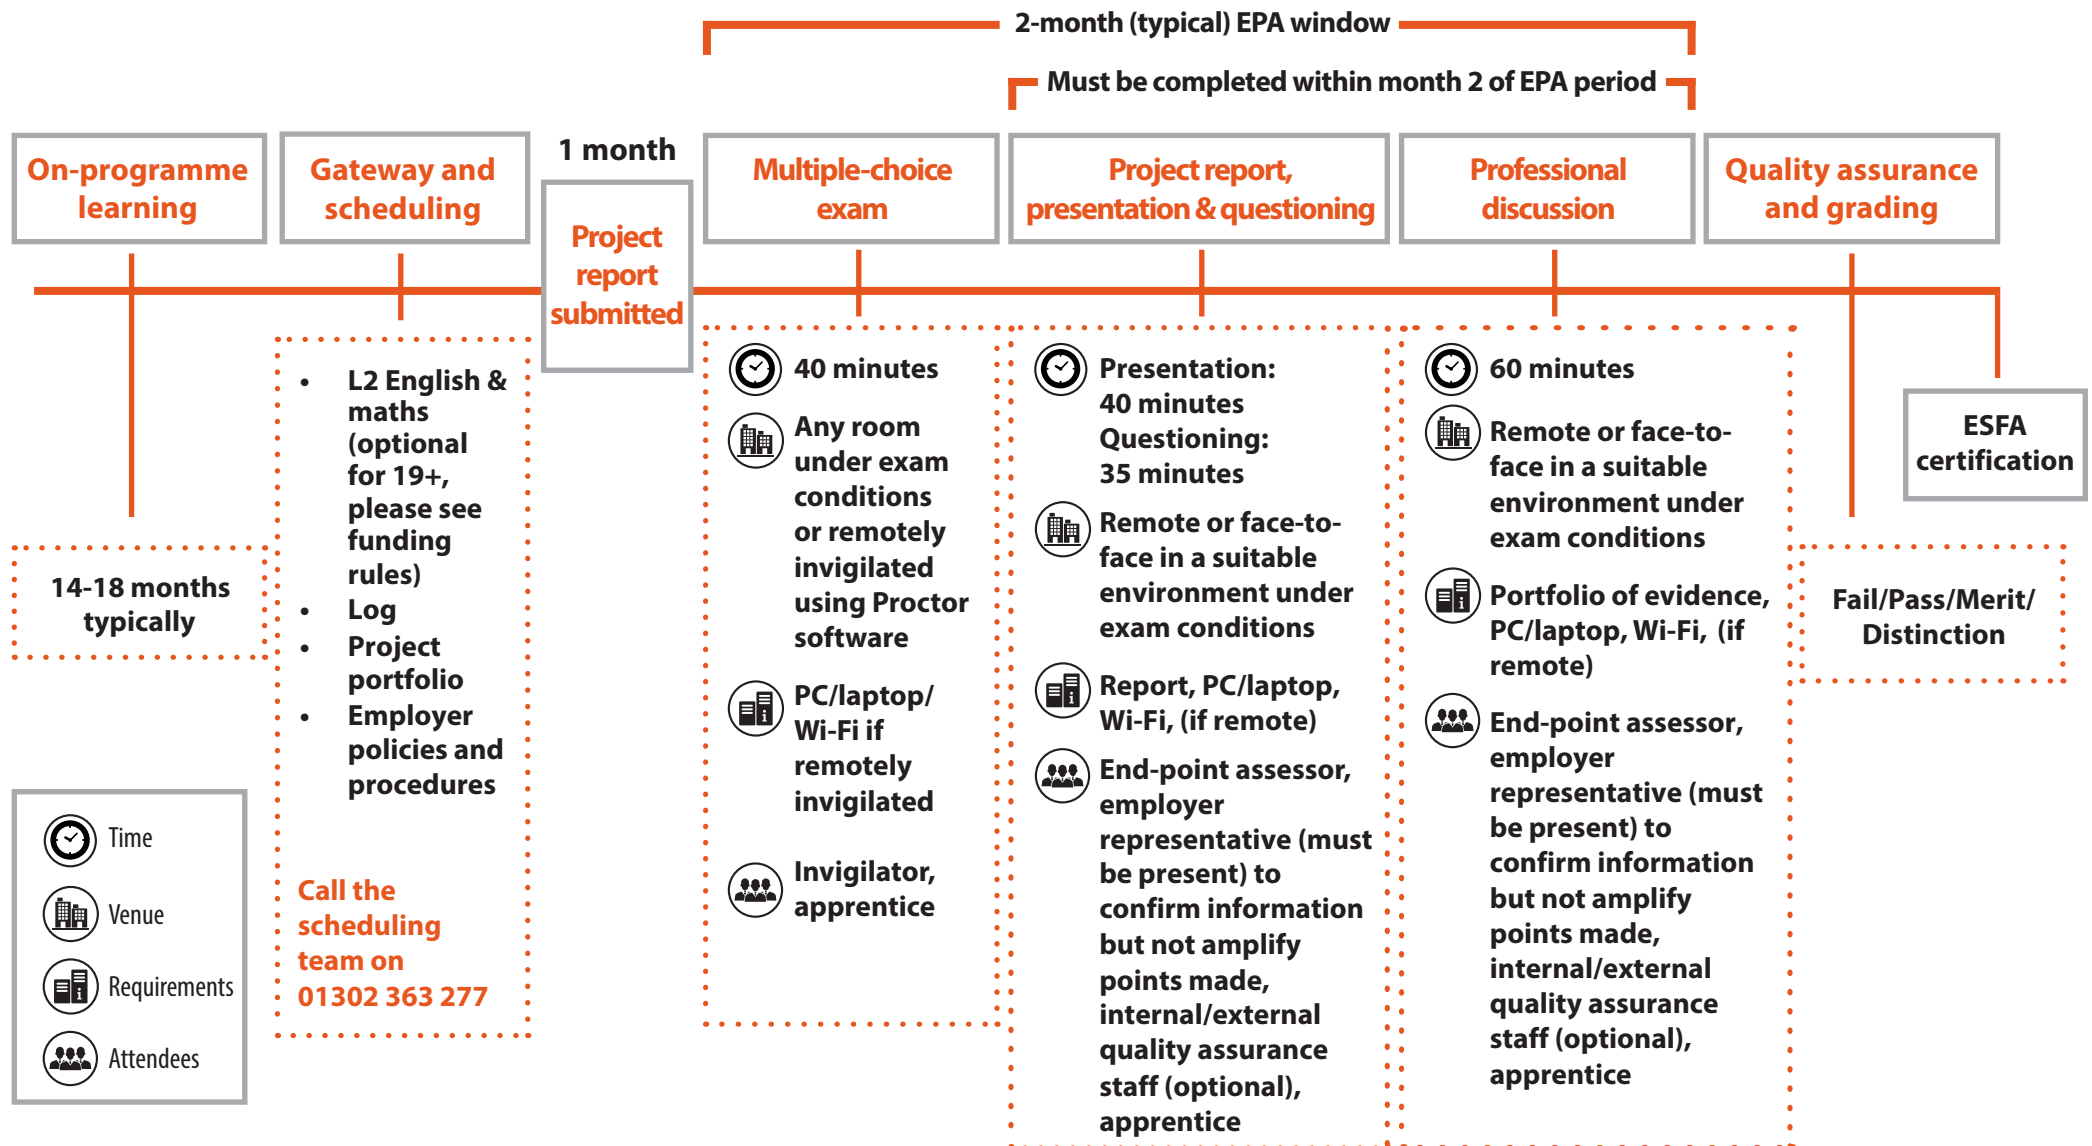 2-month (typical) EPA window
Must be completed within month 2 of EPA period
On-programme
learning
Gateway and
scheduling
1 month
Project
report
submitted
Multiple-choice
exam
Project report,
presentation & questioning
Professional
discussion
Quality assurance
and grading
14-18 months
typically
• L2 English &
maths
(optional
for 19+,
please see
funding
rules)
• Log
• Project
portfolio
• Employer
policies and
procedures
Call the
scheduling
team on
01302 363 277
40 minutes
Any room
under exam
conditions
or remotely
invigilated
using Proctor
software
PC/laptop/
Wi-Fi if
remotely
invigilated
Invigilator,
apprentice
Presentation:
40 minutes
Questioning:
35 minutes
Remote or face-to-
face in a suitable
environment under
exam conditions
Report, PC/laptop,
Wi-Fi, (if remote)
End-point assessor,
employer
representative (must
be present) to
confirm information
but not amplify
points made,
internal/external
quality assurance
staff (optional),
apprentice
60 minutes
Remote or face-to-
face in a suitable
environment under
exam conditions
Portfolio of evidence,
PC/laptop, Wi-Fi, (if
remote)
End-point assessor,
employer
representative (must
be present) to
confirm information
but not amplify
points made,
internal/external
quality assurance
staff (optional),
apprentice
Fail/Pass/Merit/
Distinction
ESFA
certification
Time
Venue
Requirements
Attendees